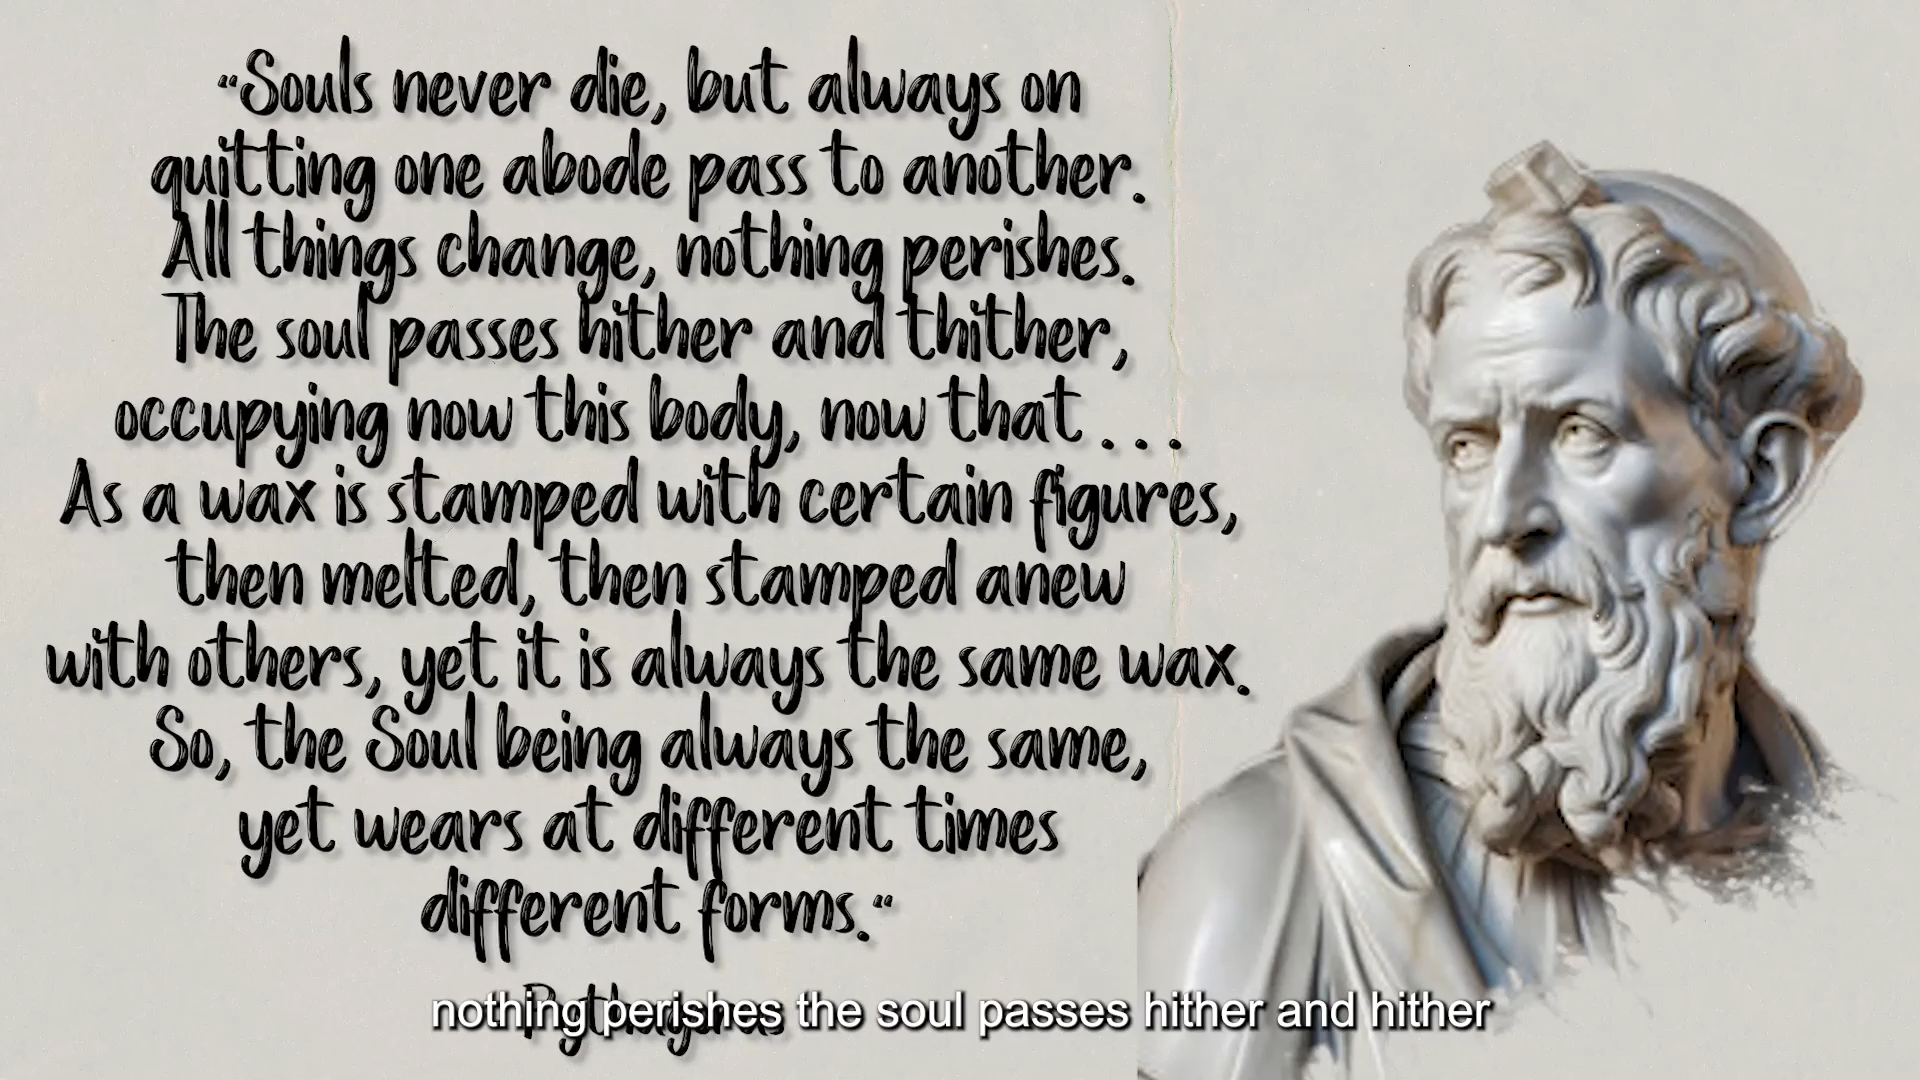 “Souls never die, but always on
quitting one abode pass to another.
All things change, nothing perishes.
The soul passes hither and thither,
occupying now this body, now that . . .
As a wax is stamped with certain figures,
then melted, then stamped anew
with others, yet it is always the same wax.
So, the Soul being always the same,
yet wears at different times
different forms.“
Pythagoras
nothing perishes the soul passes hither and hither